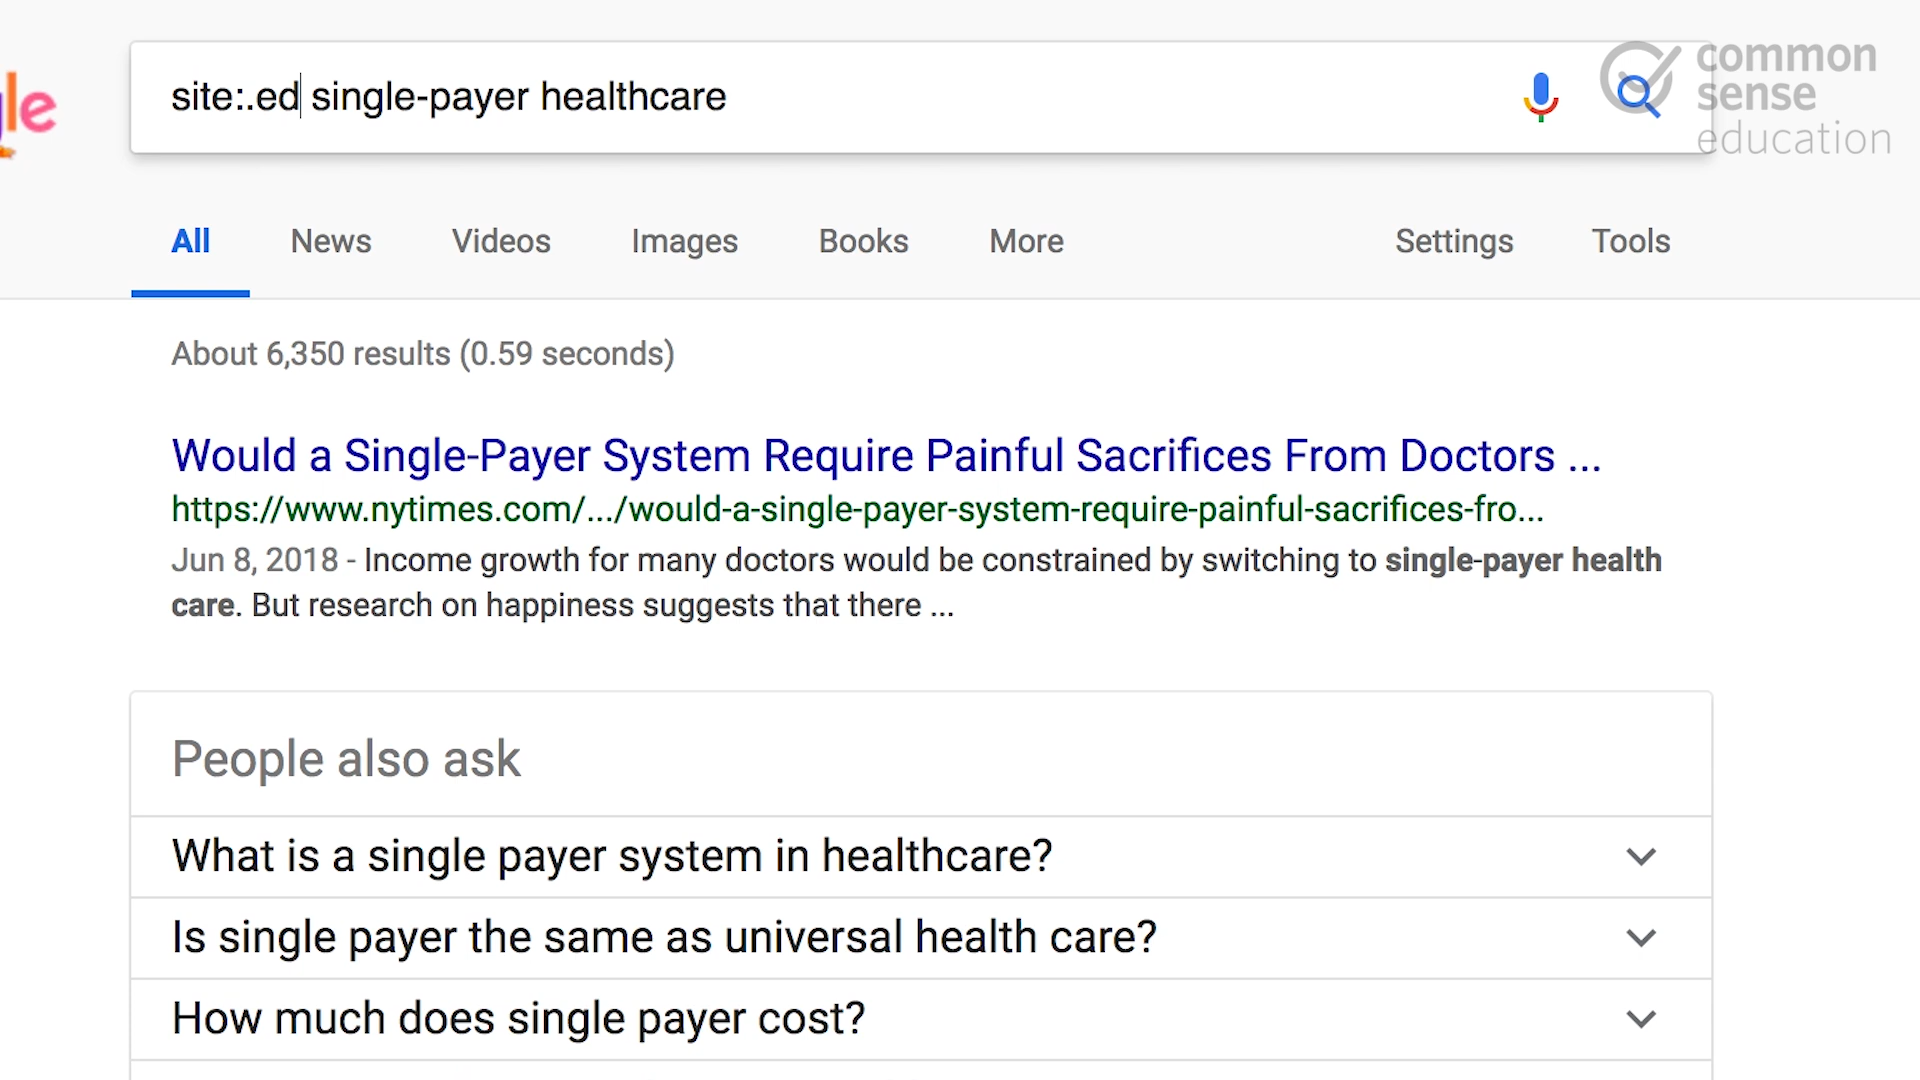 le
site:.ed single-payer healthcare
common
sense
education
All News Videos Images Books More Settings Tools
About 6,350 results (0.59 seconds)
Would a Single-Payer System Require Painful Sacrifices From Doctors ...
https://www.nytimes.com/.../would-a-single-payer-system-require-painful-sacrifices-fro...
Jun 8, 2018 - Income growth for many doctors would be constrained by switching to single-payer health
care. But research on happiness suggests that there ...
People also ask
What is a single payer system in healthcare?
Is single payer the same as universal health care?
How much does single payer cost?